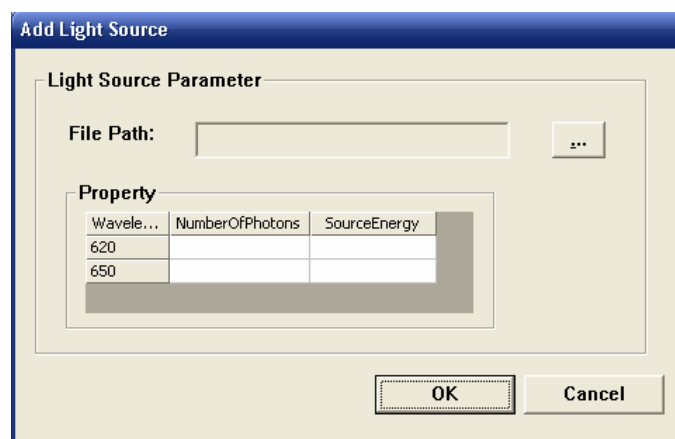 Add Light Source
Light Source Parameter
File Path:
...
Property
Wavele... NumberOfPhotons SourceEnergy
620
650
OK Cancel